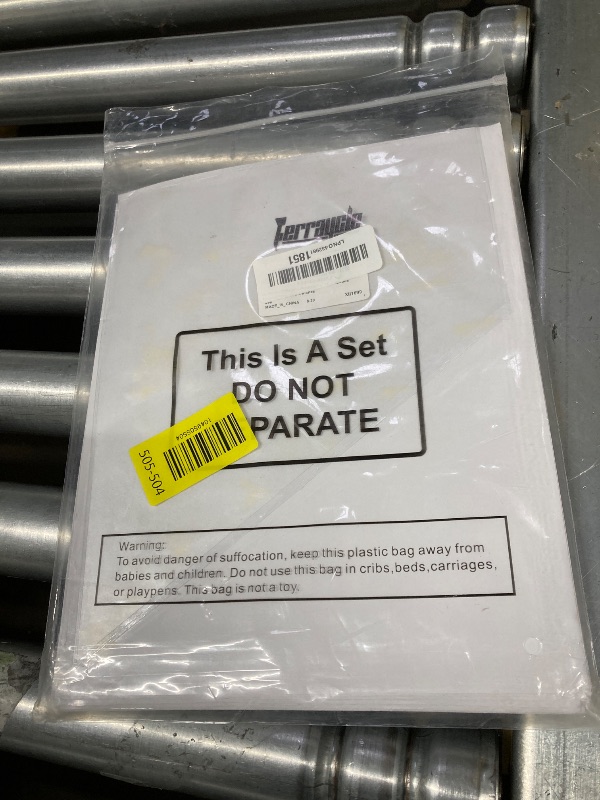 1851
This Is A Set
DO NOT
PARATE
505-504
Warning:
To avoid danger of suffocation, keep this plastic bag away from
babies and children. Do not use this bag in cribs,beds,carriages,
or playpens. This bag is not a toy.